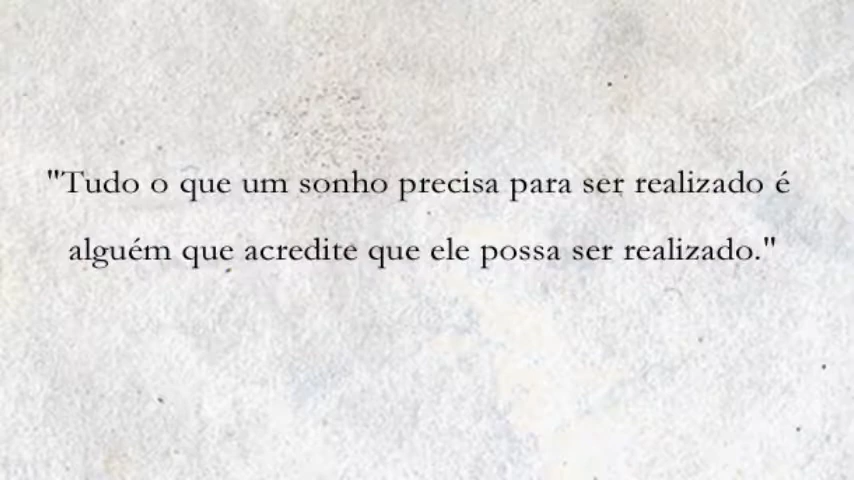 "Tudo o que um sonho precisa para ser realizado é
alguém que acredite que ele possa ser realizado."